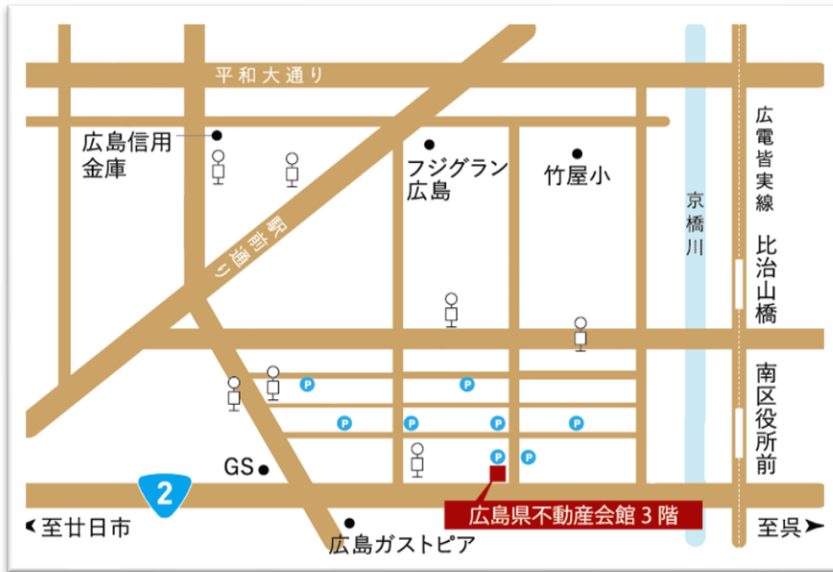 平和大通り
広島信用
金庫
フジグラン
広島
竹屋小
広電皆実線
京橋川
駅前通り
比治山橋
南区役所前
P
P
P
P
P
P
P
P
GS
2
広島県不動産会館3階
至廿日市
広島ガストピア
至呉